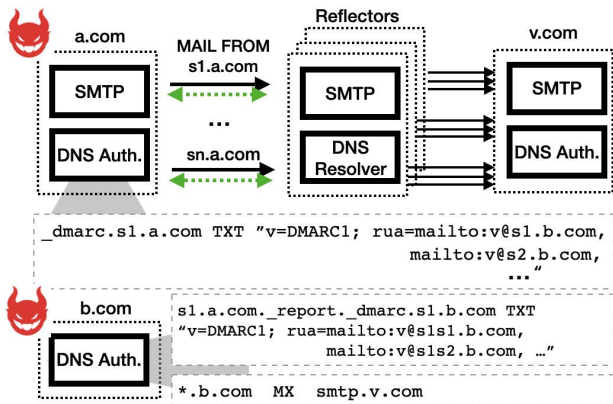 a.com
MAIL FROM
Reflectors
v.com
s1.a.com
SMTP
SMTP
SMTP
...
DNS Auth.
sn.a.com
DNS
Resolver
DNS Auth.
_dmarc.s1.a.com TXT ”v=DMARC1; rua=mailto:v@s1.b.com,
mailto:v@s2.b.com,
...“
b.com
DNS Auth.
s1.a.com._report._dmarc.s1.b.com TXT
“v=DMARC1; rua=mailto:v@s1s1.b.com,
mailto:v@s1s2.b.com, …”
*.b.com MX smtp.v.com